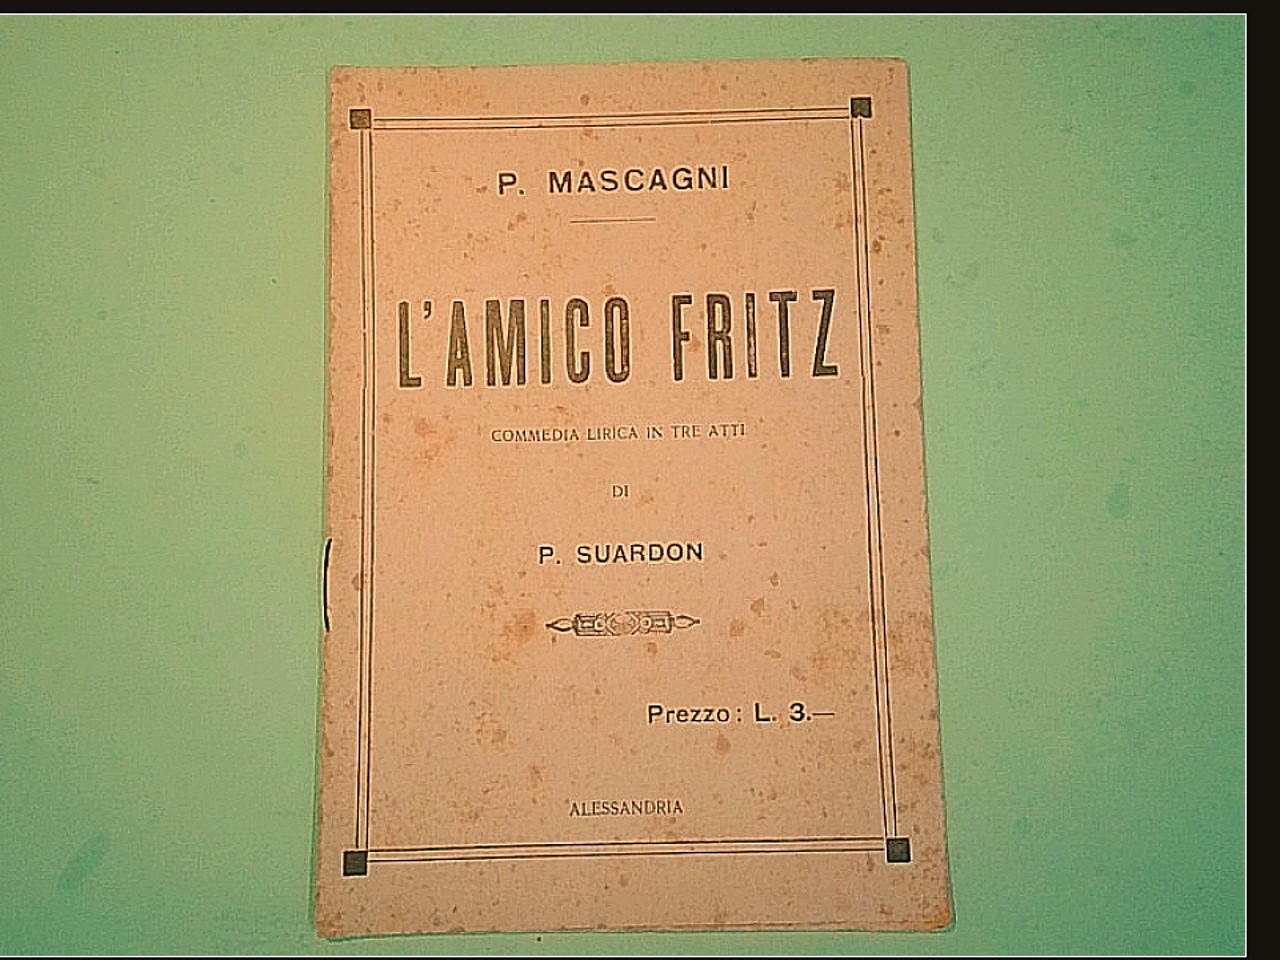 P. MASCAGNI
L'AMICO FRITZ
COMMEDIA LIRICA IN TRE ATTI
DI
P. SUARDON
Prezzo: L. 3.—
ALESSANDRIA